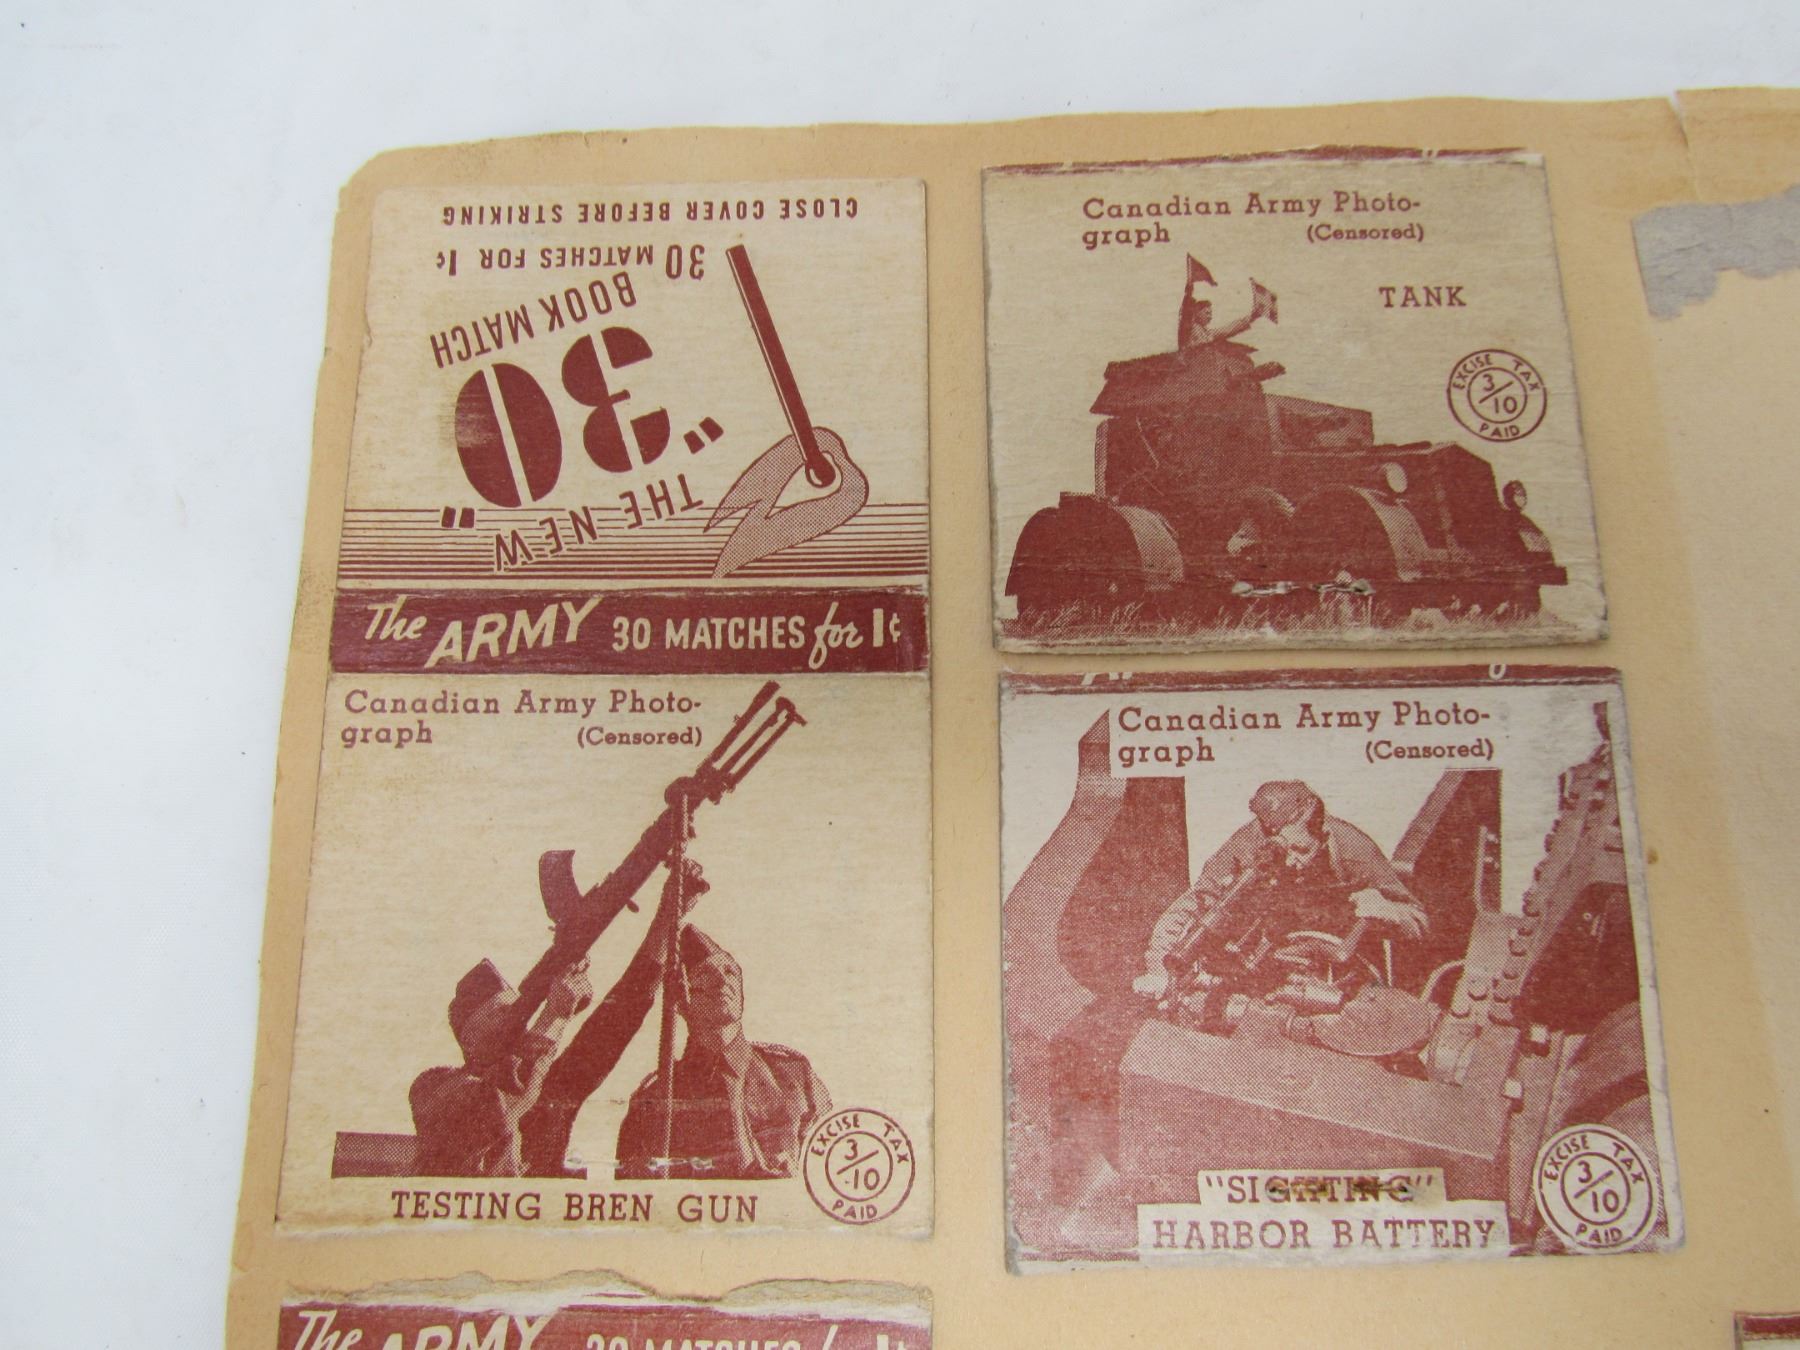 CLOSE COVER BEFORE STRIKING
30 MATCHES FOR 1¢
BOOK MATCH
"30"
THE NEW
The ARMY 30 MATCHES for 1¢
Canadian Army Photo-
graph (Censored)
TESTING BREN GUN
EXCISE TAX
3/10
PAID
The ARMY 30 MATCHES for 1¢
Canadian Army Photo-
graph (Censored)
TANK
EXCISE TAX
3/10
PAID
Canadian Army Photo-
graph (Censored)
"SIGHTING"
HARBOR BATTERY
EXCISE TAX
3/10
PAID